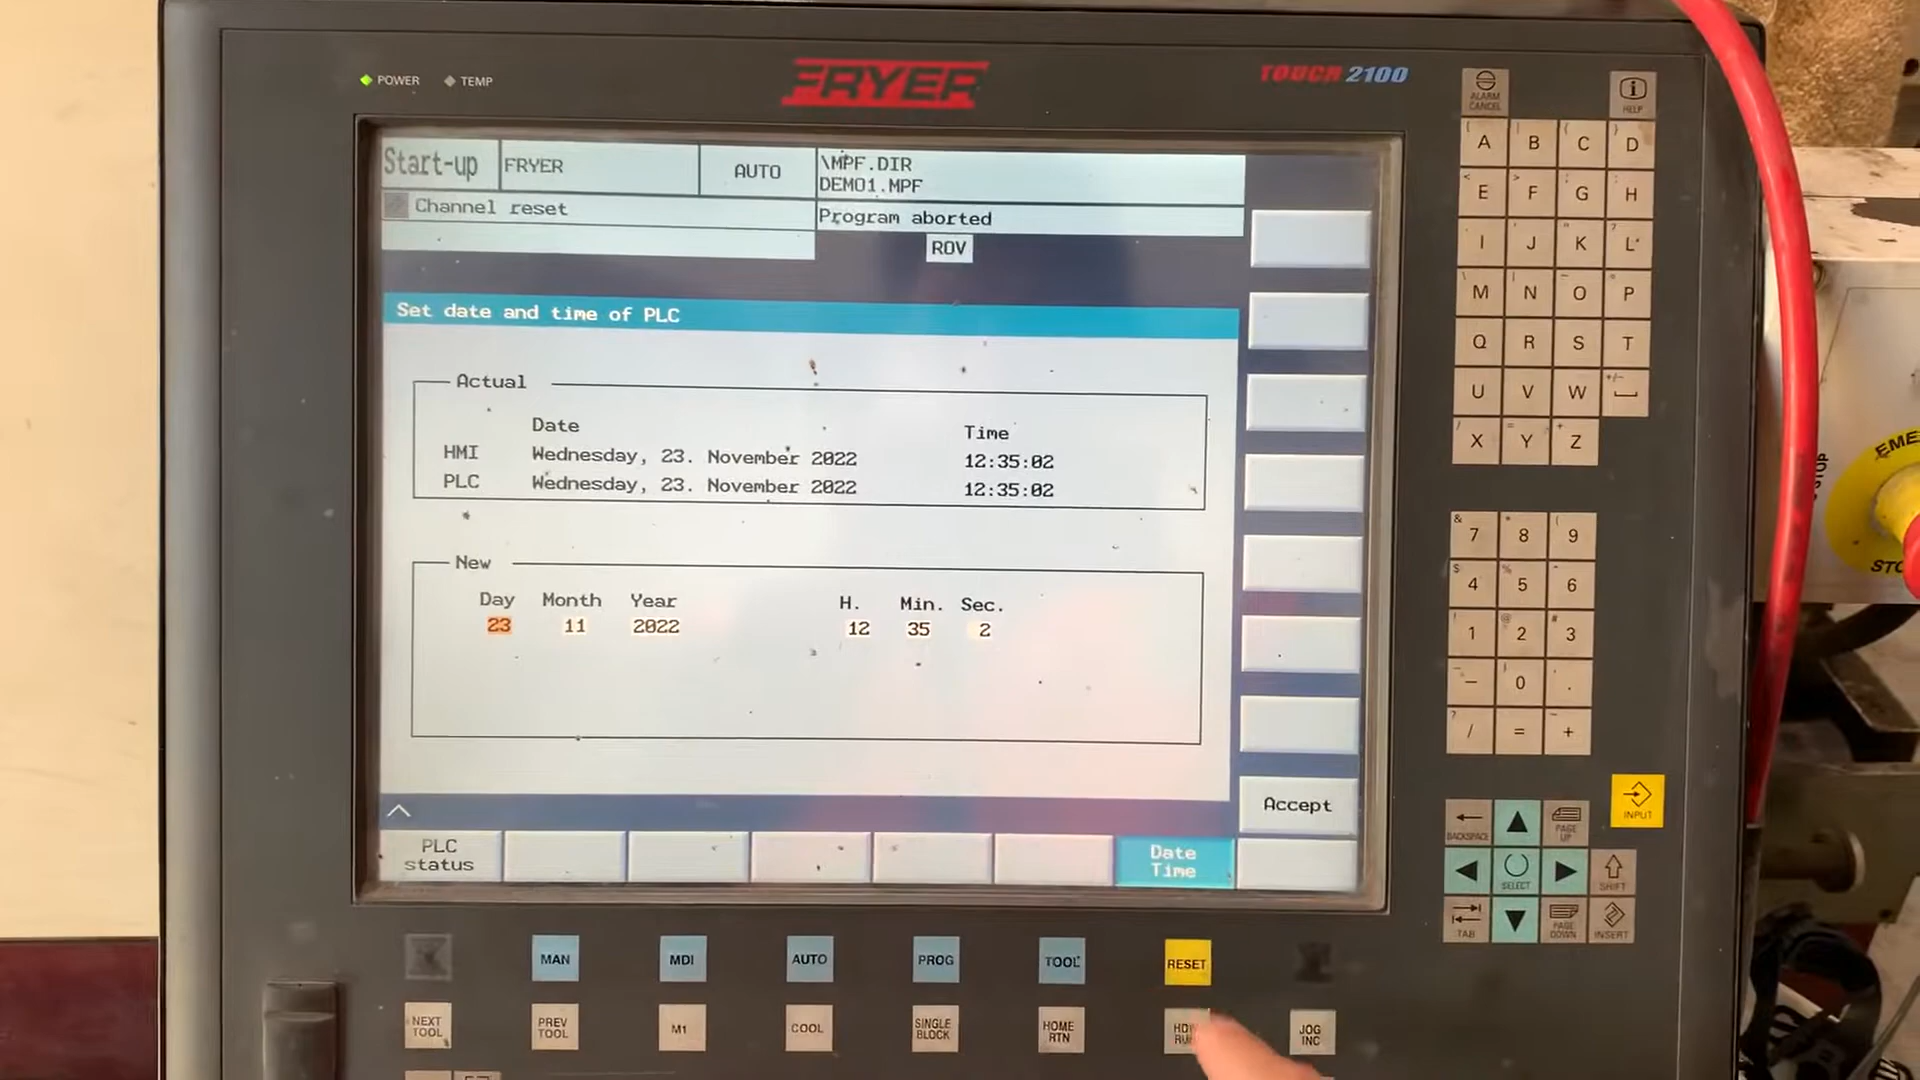 POWER TEMP
FRYER
TOUCH 2100
Start-up
FRYER
AUTO
\MPF.DIR
DEMO1.MPF
Channel reset
Program aborted
ROV
Set date and time of PLC
Actual
Date Time
HMI Wednesday, 23. November 2022 12:35:02
PLC Wednesday, 23. November 2022 12:35:02
New
Day Month Year H. Min. Sec.
23 11 2022 12 35 2
Accept
PLC
status
Date
Time
ALARM
CANCEL
HELP
A B C D
E F G H
I J K L
M N O P
Q R S T
U V W
X Y Z
7 8 9
4 5 6
1 2 3
- 0 .
/ = +
INPUT
BACKSPACE
PAGE
UP
SELECT
SHIFT
TAB
PAGE
DOWN
INSERT
MAN MDI AUTO PROG TOOL RESET
NEXT
TOOL
PREV
TOOL
M1
COOL
SINGLE
BLOCK
HOME
RTN
JOG
INC
STOP